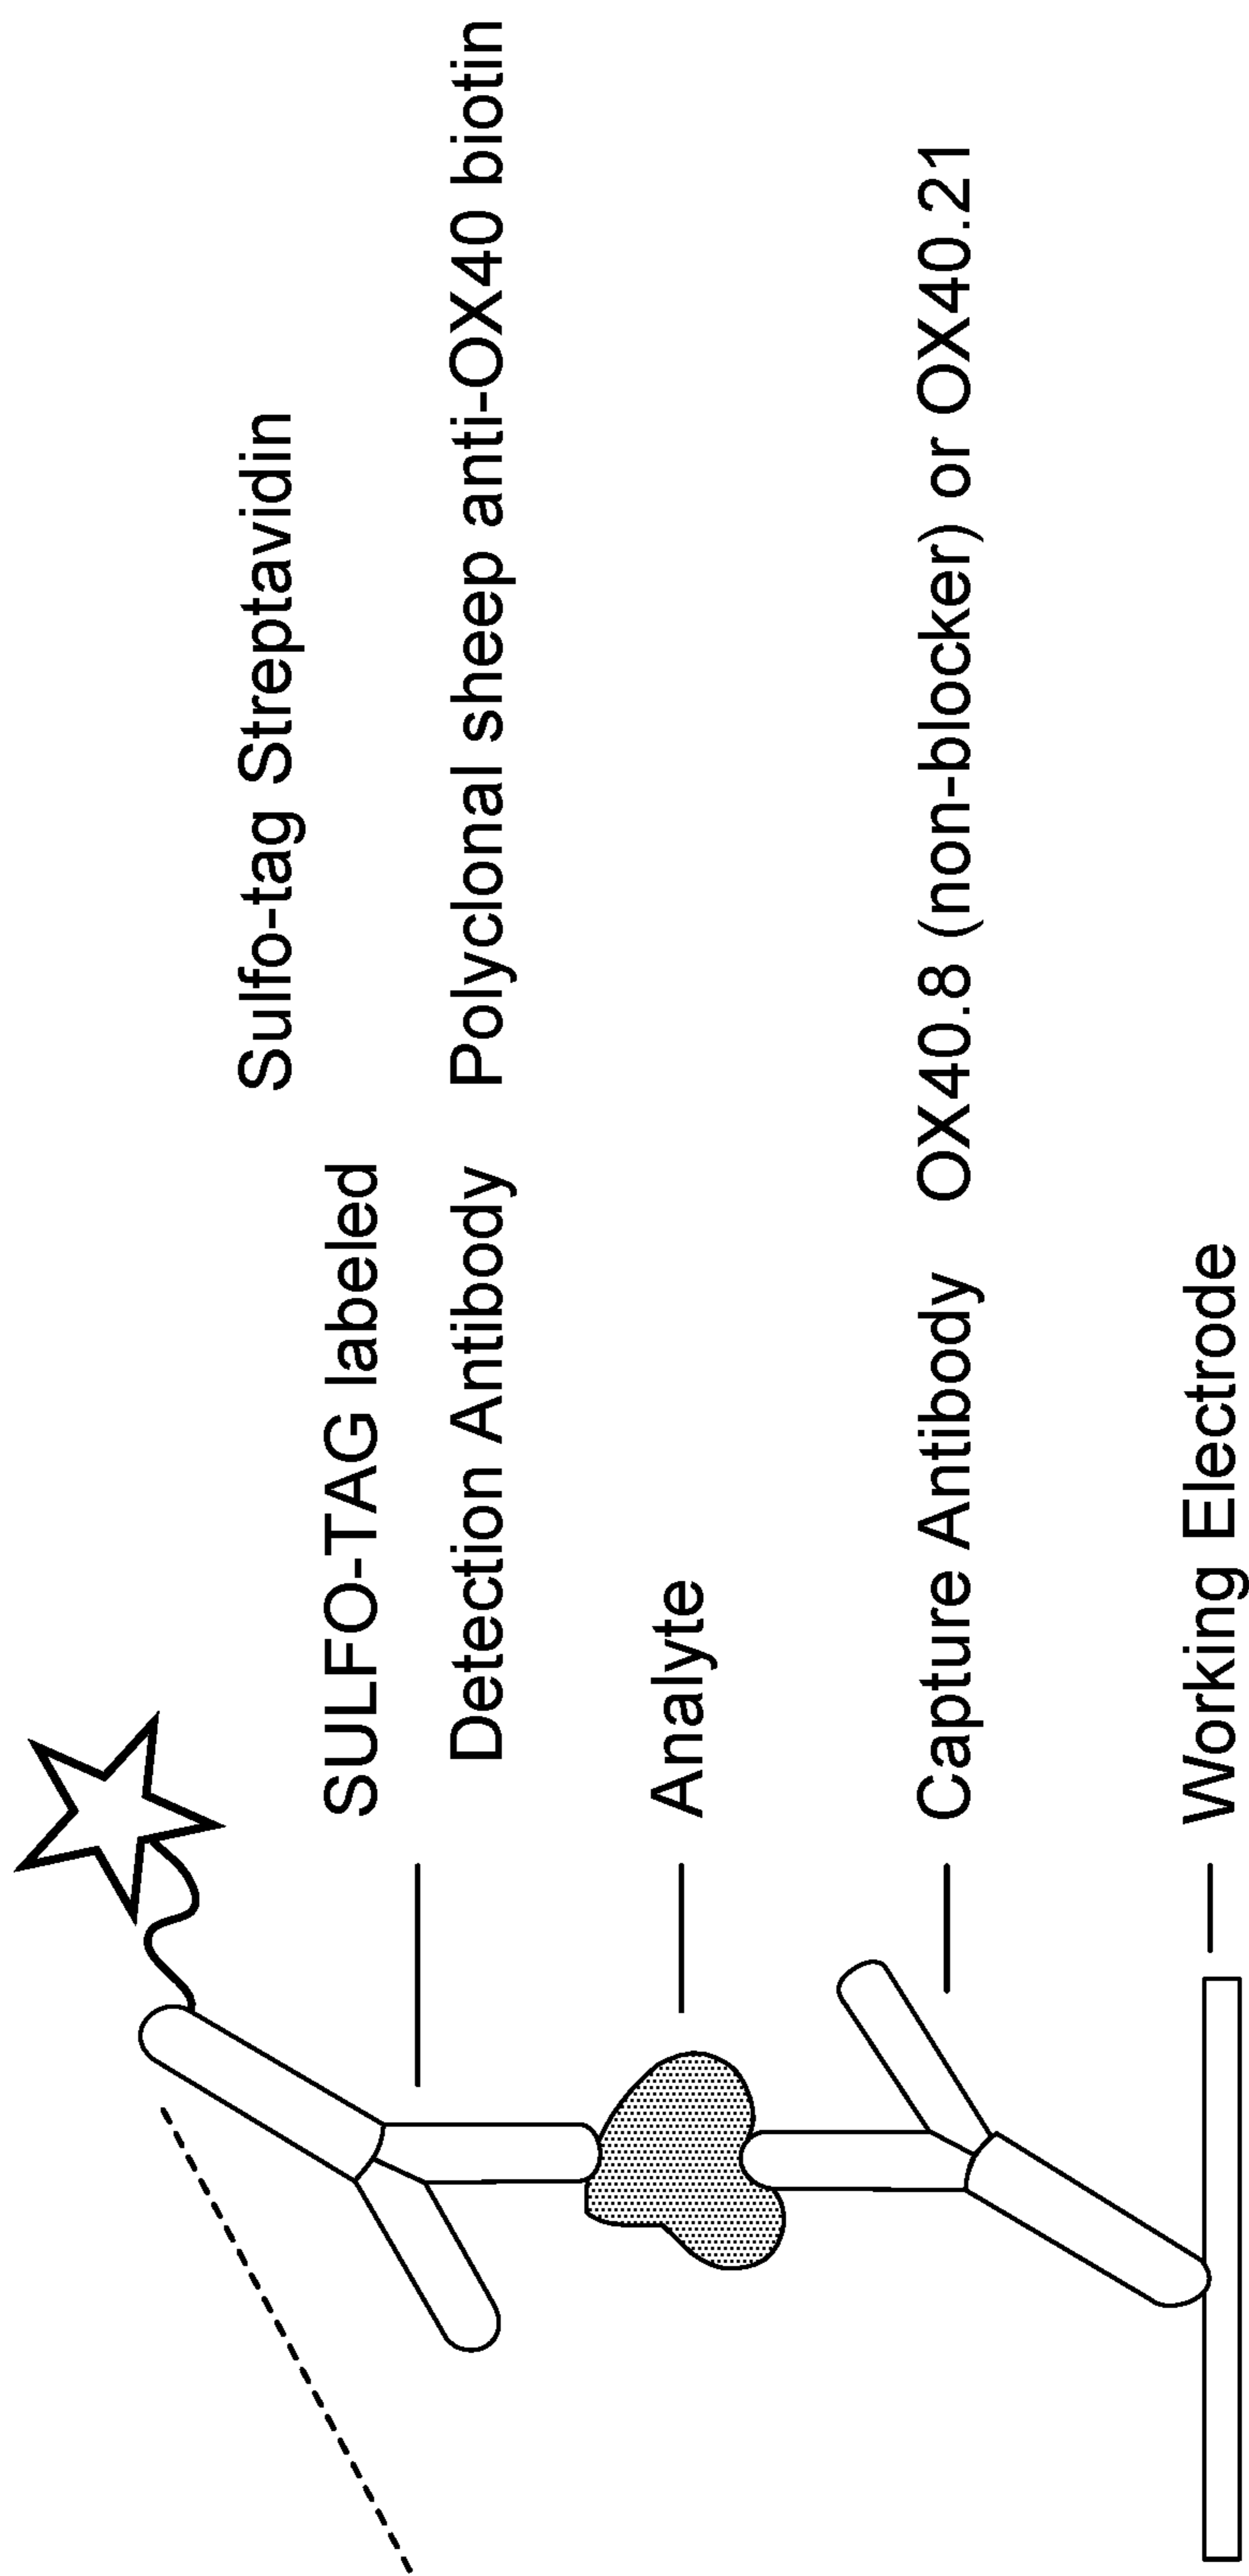 Sulfo-tag Streptavidin
SULFO-TAG labeled
Detection Antibody Polyclonal sheep anti-OX40 biotin
Analyte
Capture Antibody OX40.8 (non-blocker) or OX40.21
Working Electrode